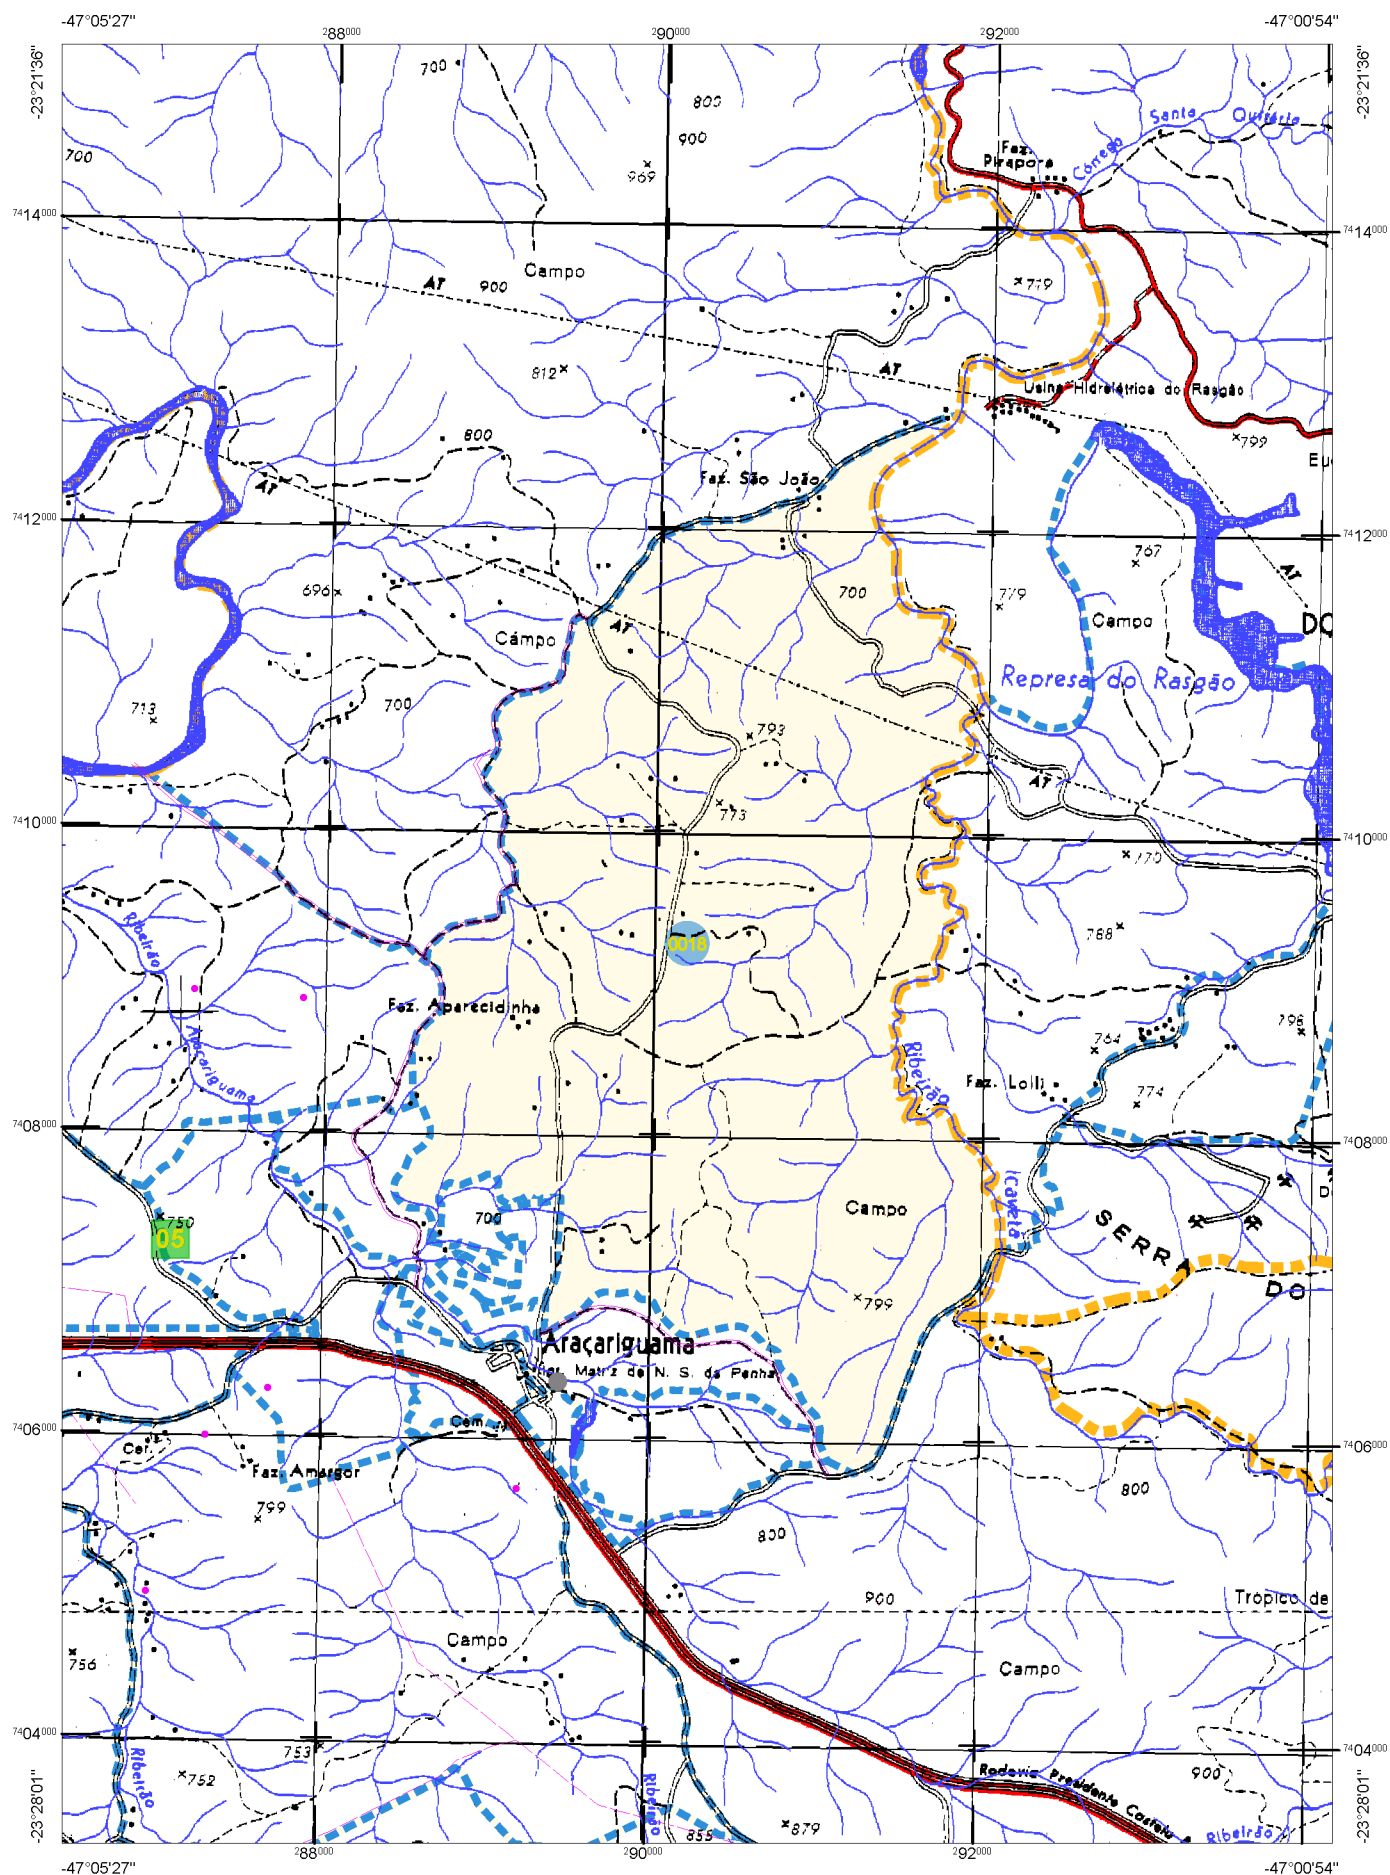 -47°05'27"
-47°00'54"
288000
290000
292000
-23°21'36"
-23°21'36"
700
800
900
700
969
Santa Quitéria
Córrego
Faz.
Pirapora
7414000
7414000
AT
900
Campo
719
812
AT
Usina Hidrelétrica do Rasgão
799
800
AT
Faz. São João
7412000
7412000
767
696
700
779
AT
AT
Campo
Campo
DO
Represa do Rasgão
713
700
793
AT
773
7410000
7410000
770
Ribeirão
788
0018
Faz. Aparecidinha
798
Araçariguama
764
Ribeirão
Faz. Lolli
774
7408000
7408000
700
Campo
750
05
SERRA
DO
799
Araçariguama
Matriz de N. S. da Penha
Cem.
7406000
7406000
Faz. Amargor
799
800
800
900
Trópico de
Campo
Campo
756
7404000
7404000
753
752
Ribeirão
Ribeirão
900
Rodovia Presidente Castelo
855
879
Ribeirão
-23°28'01"
-23°28'01"
288000
290000
292000
-47°05'27"
-47°00'54"